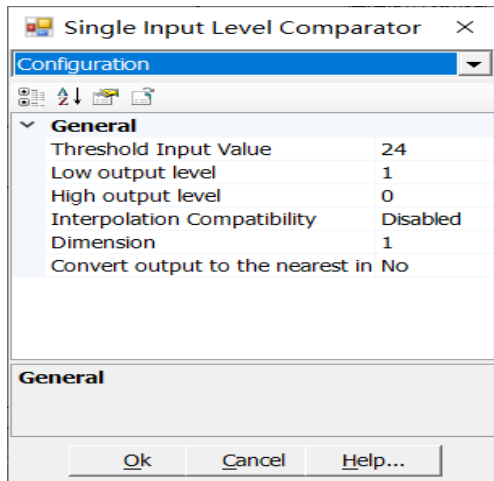 Single Input Level Comparator
Configuration
General
Threshold Input Value 24
Low output level 1
High output level 0
Interpolation Compatibility Disabled
Dimension 1
Convert output to the nearest in No
General
Ok Cancel Help...